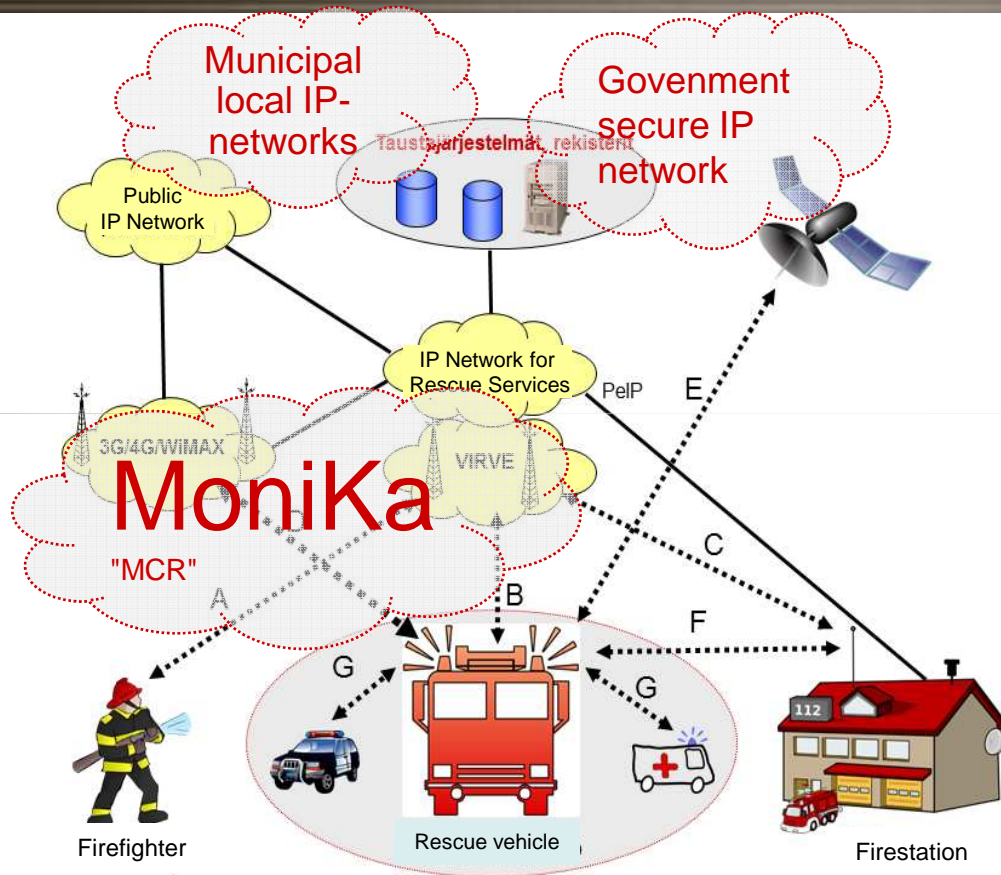 Municipal
local IP-
networks
Govenment
secure IP
network
Taustajärjestelmät, rekisterit
Public
IP Network
IP Network for
Rescue Services
PeIP
E
3G/4G/WIMAX
VIRVE
MoniKa
"MCR"
D
A
B
C
F
G
G
112
Firefighter
Rescue vehicle
Firestation